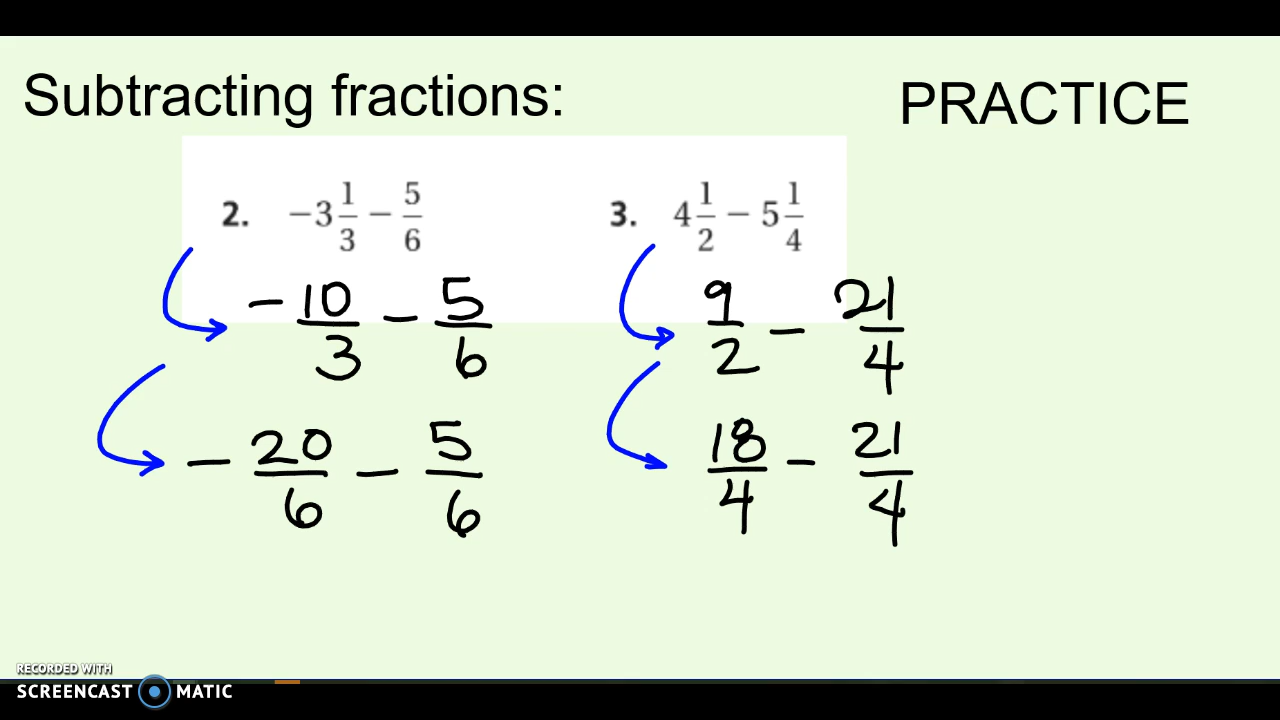 Subtracting fractions: PRACTICE
2. -3 1/3 - 5/6
3. 4 1/2 - 5 1/4
- 10/3 - 5/6
9/2 - 21/4
- 20/6 - 5/6
18/4 - 21/4
RECORDED WITH
SCREENCAST MATIC